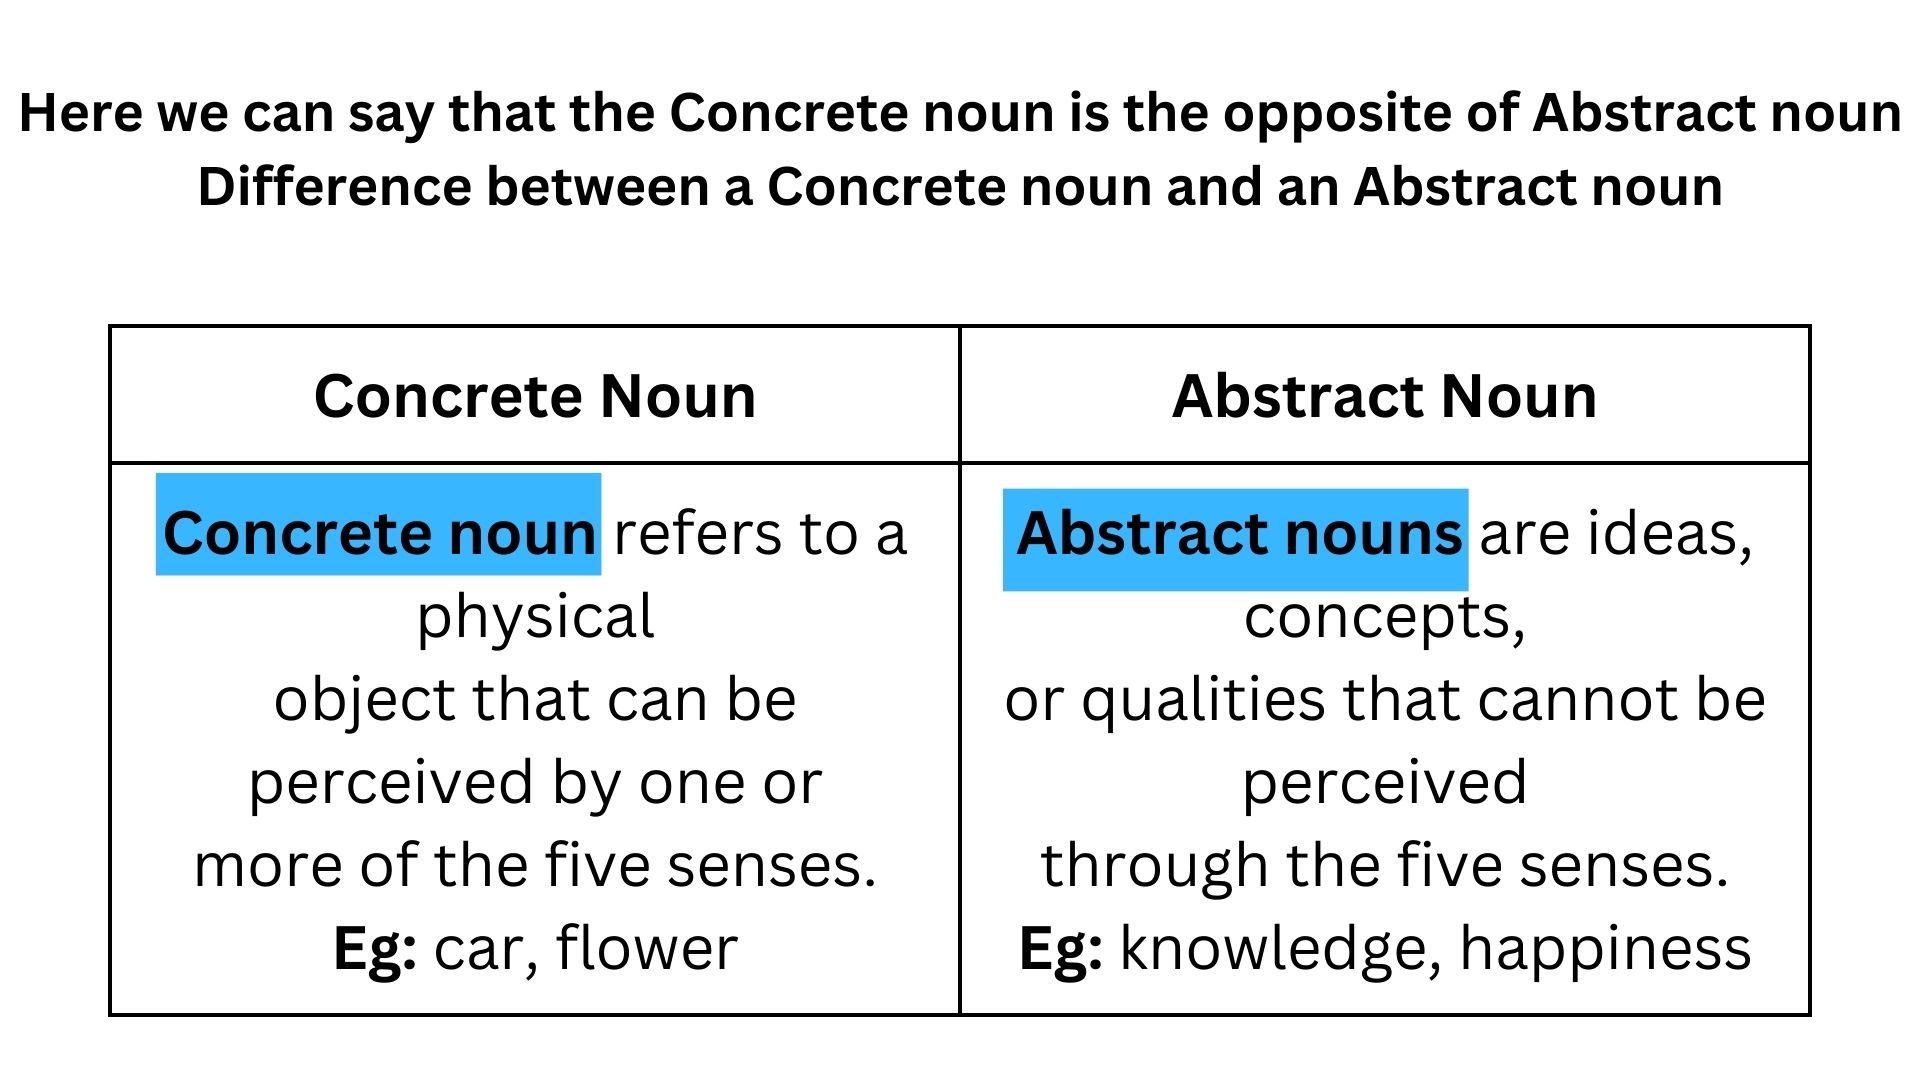 Here we can say that the Concrete noun is the opposite of Abstract noun
Difference between a Concrete noun and an Abstract noun
Concrete Noun
Abstract Noun
Concrete noun refers to a
physical
object that can be
perceived by one or
more of the five senses.
Eg: car, flower
Abstract nouns are ideas,
concepts,
or qualities that cannot be
perceived
through the five senses.
Eg: knowledge, happiness